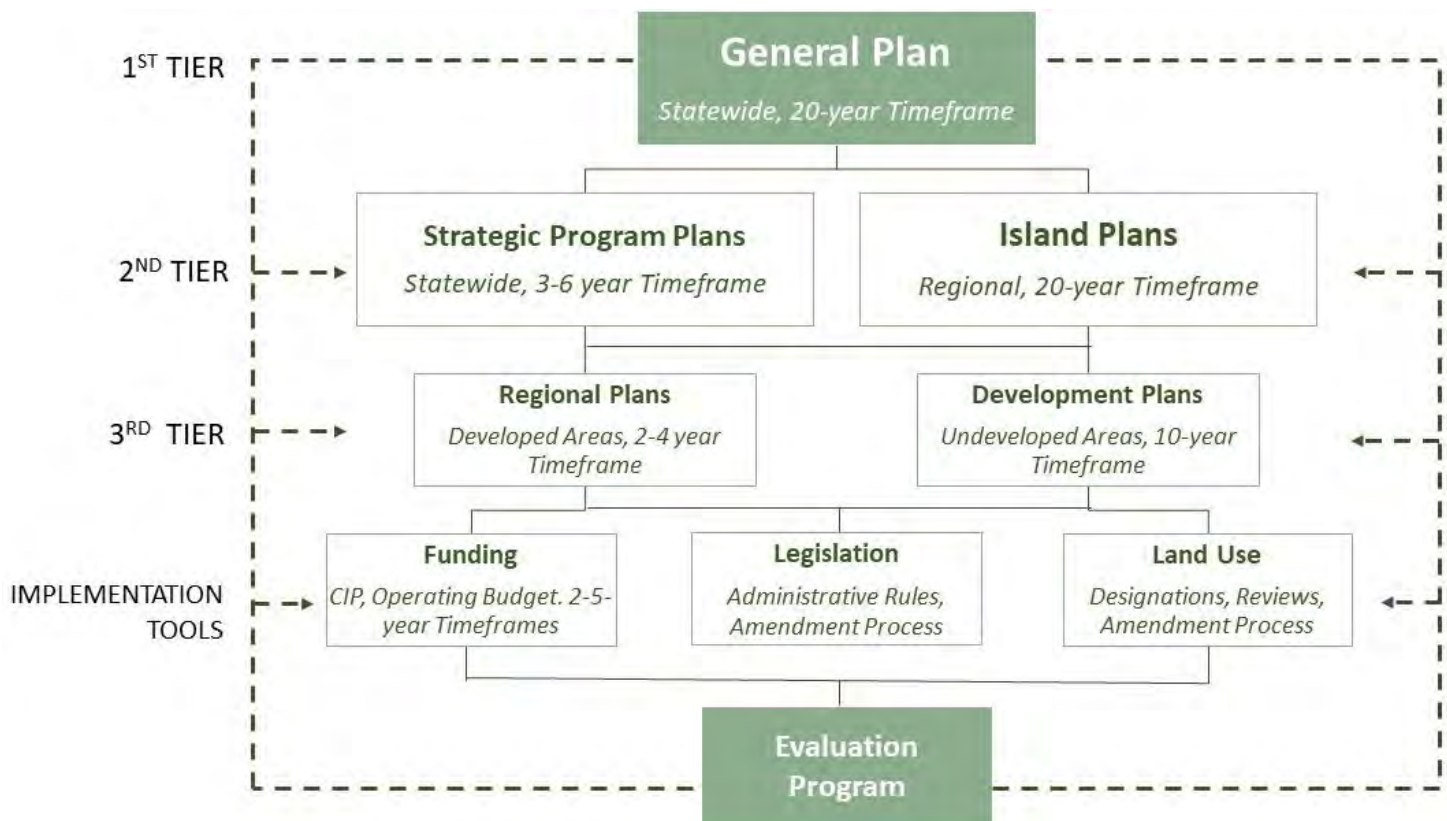 General Plan
1ST TIER
Statewide, 20-year Timeframe
Strategic Program Plans
Island Plans
2ND TIER
Statewide, 3-6 year Timeframe
Regional, 20-year Timeframe
Regional Plans
Development Plans
3RD TIER
Developed Areas, 2-4 year
Timeframe
Undeveloped Areas, 10-year
Timeframe
Funding
Legislation
Land Use
IMPLEMENTATION
TOOLS
CIP, Operating Budget. 2-5-
year Timeframes
Administrative Rules,
Amendment Process
Designations, Reviews,
Amendment Process
Evaluation
Program